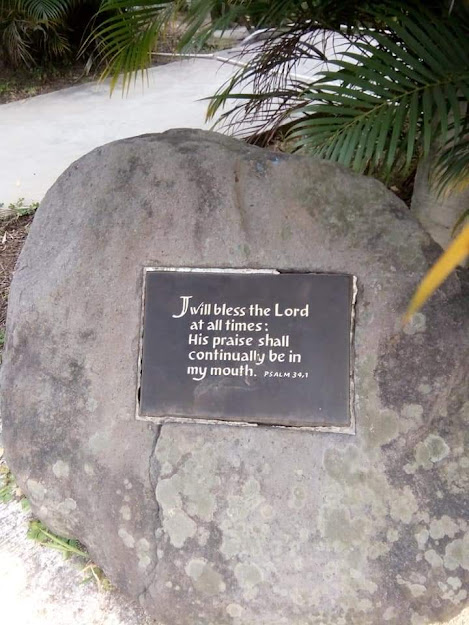 I will bless the Lord
at all times:
His praise shall
continually be in
my mouth. PSALM 34,1